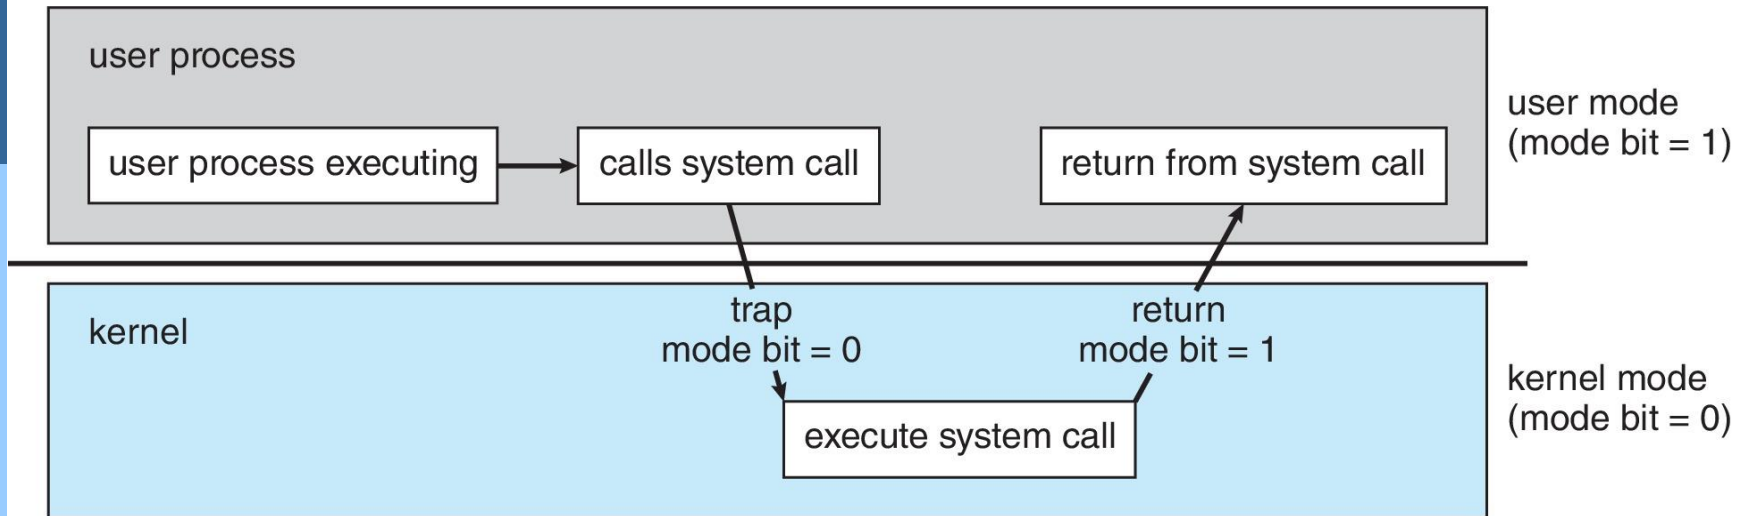 user process
user process executing
calls system call
return from system call
user mode
(mode bit = 1)
kernel
trap
mode bit = 0
return
mode bit = 1
execute system call
kernel mode
(mode bit = 0)